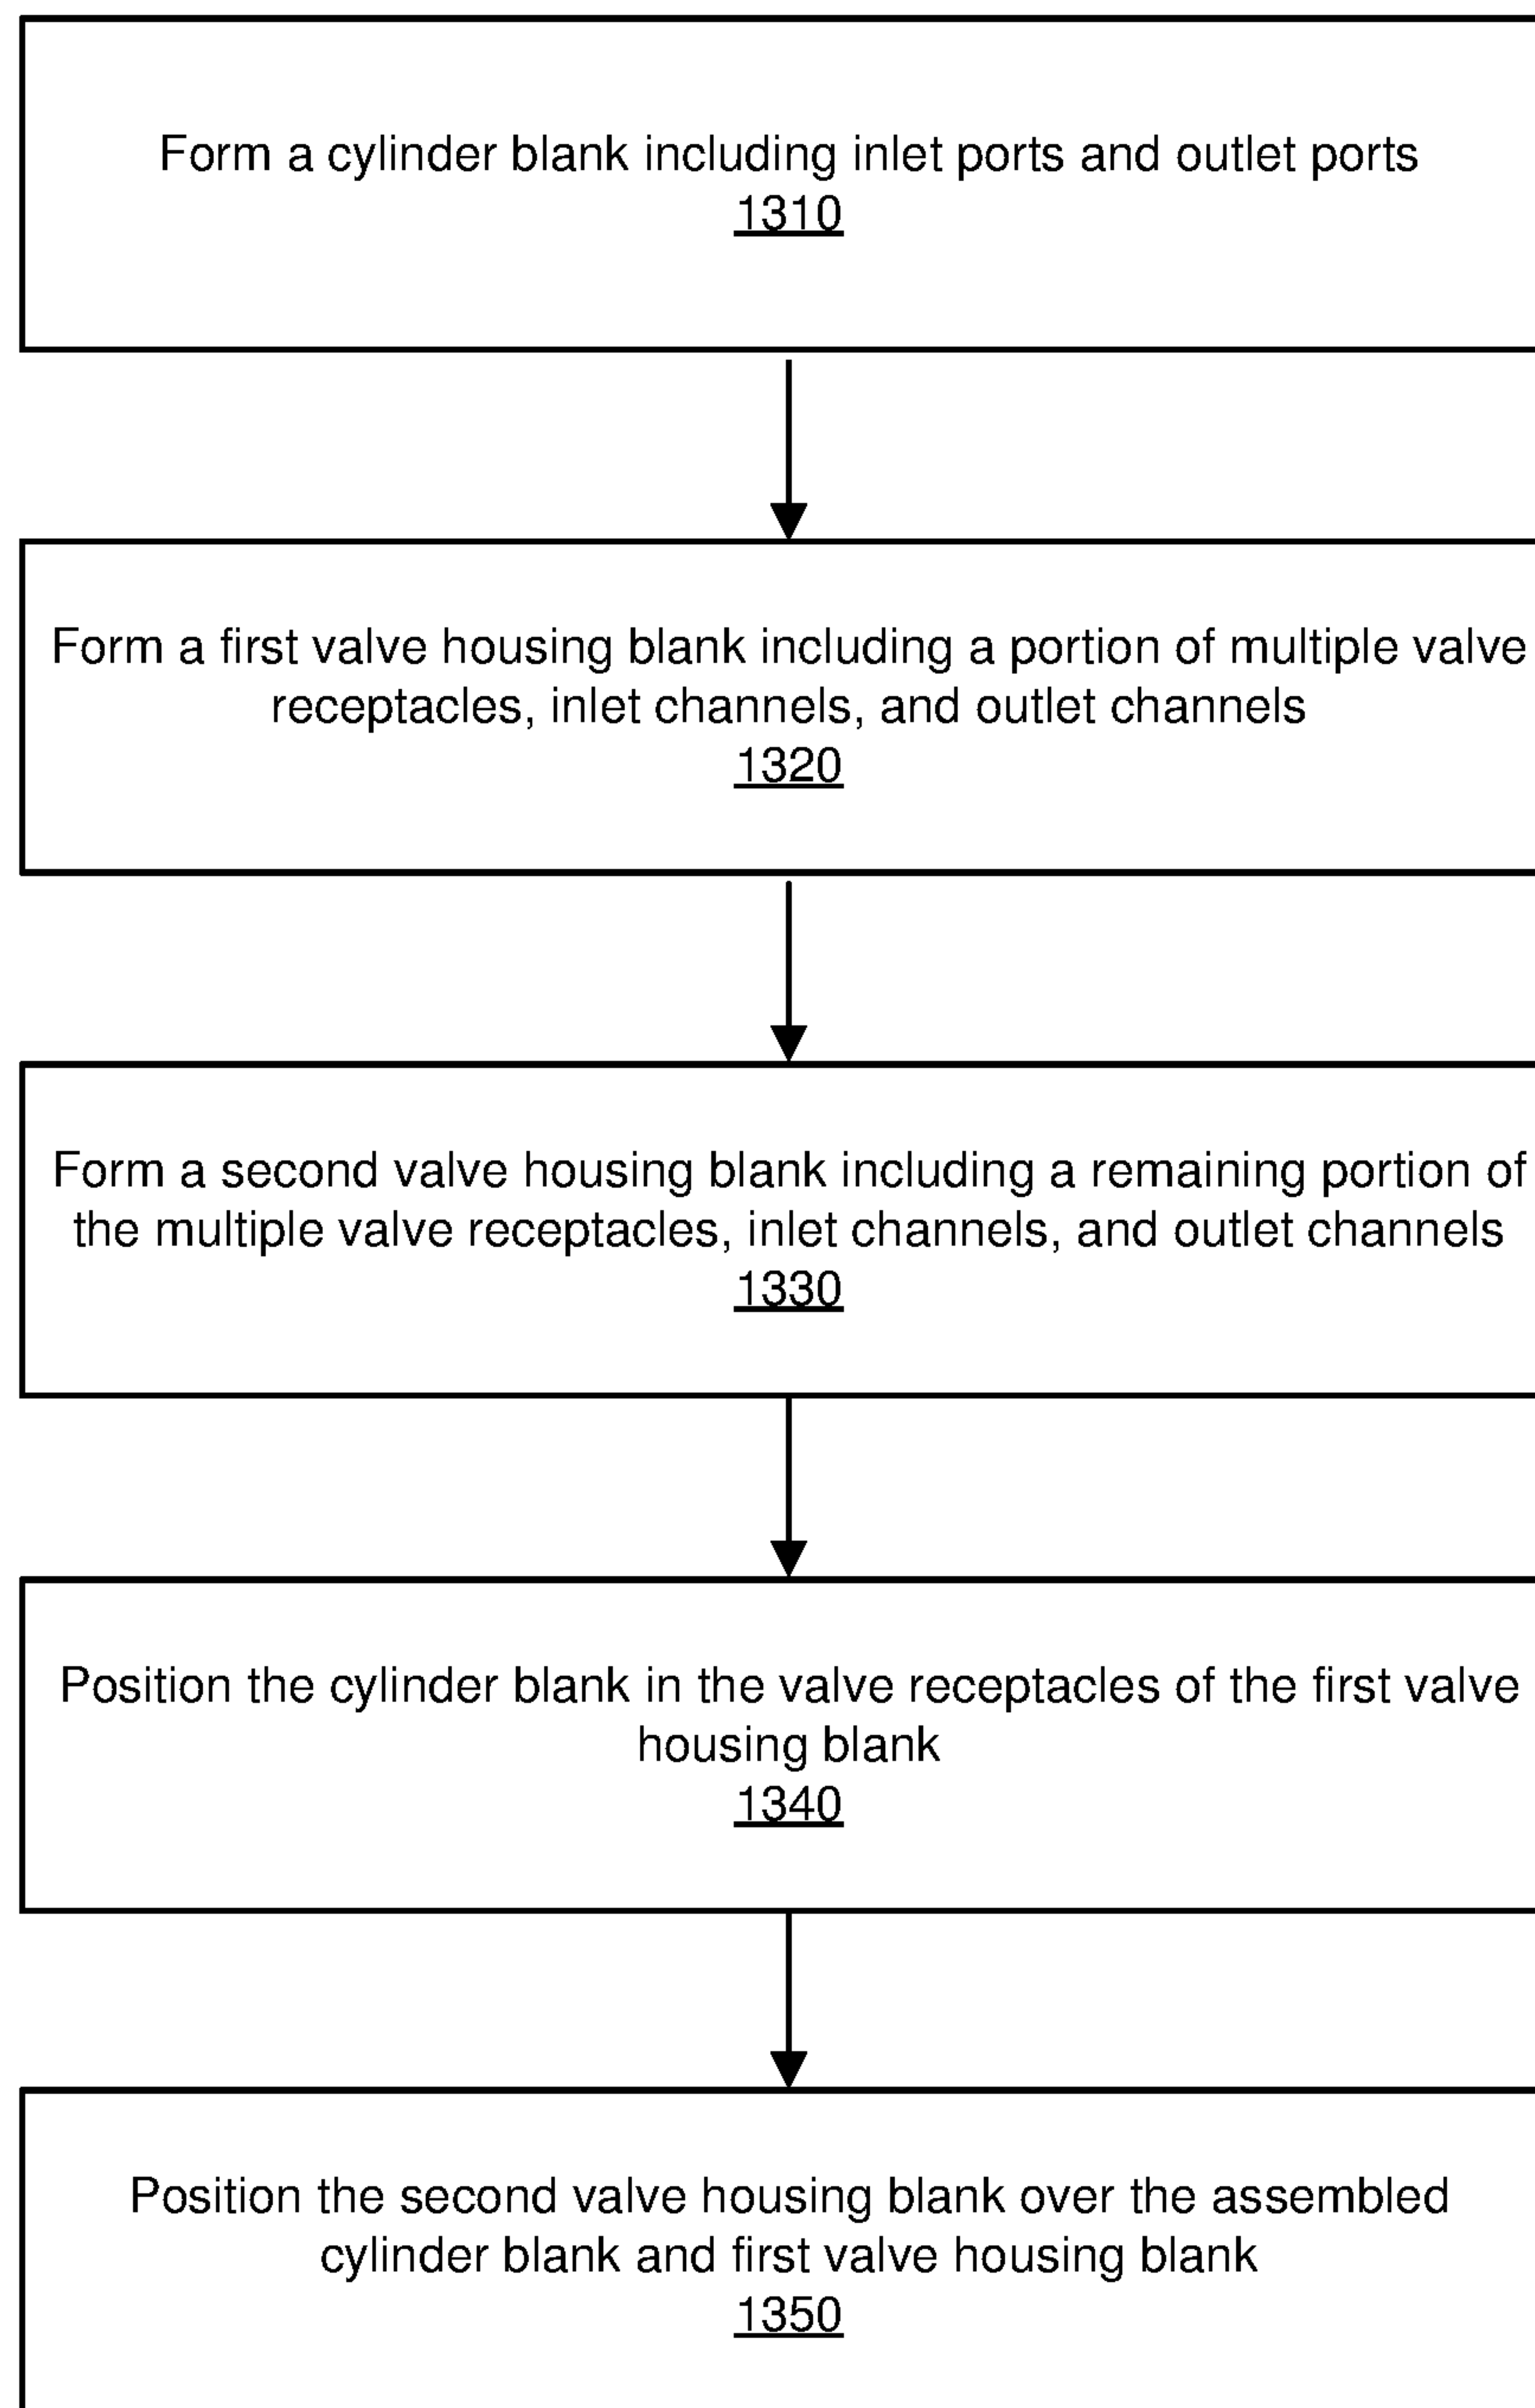 Form a cylinder blank including inlet ports and outlet ports
1310
Form a first valve housing blank including a portion of multiple valve
receptacles, inlet channels, and outlet channels
1320
Form a second valve housing blank including a remaining portion of
the multiple valve receptacles, inlet channels, and outlet channels
1330
Position the cylinder blank in the valve receptacles of the first valve
housing blank
1340
Position the second valve housing blank over the assembled
cylinder blank and first valve housing blank
1350